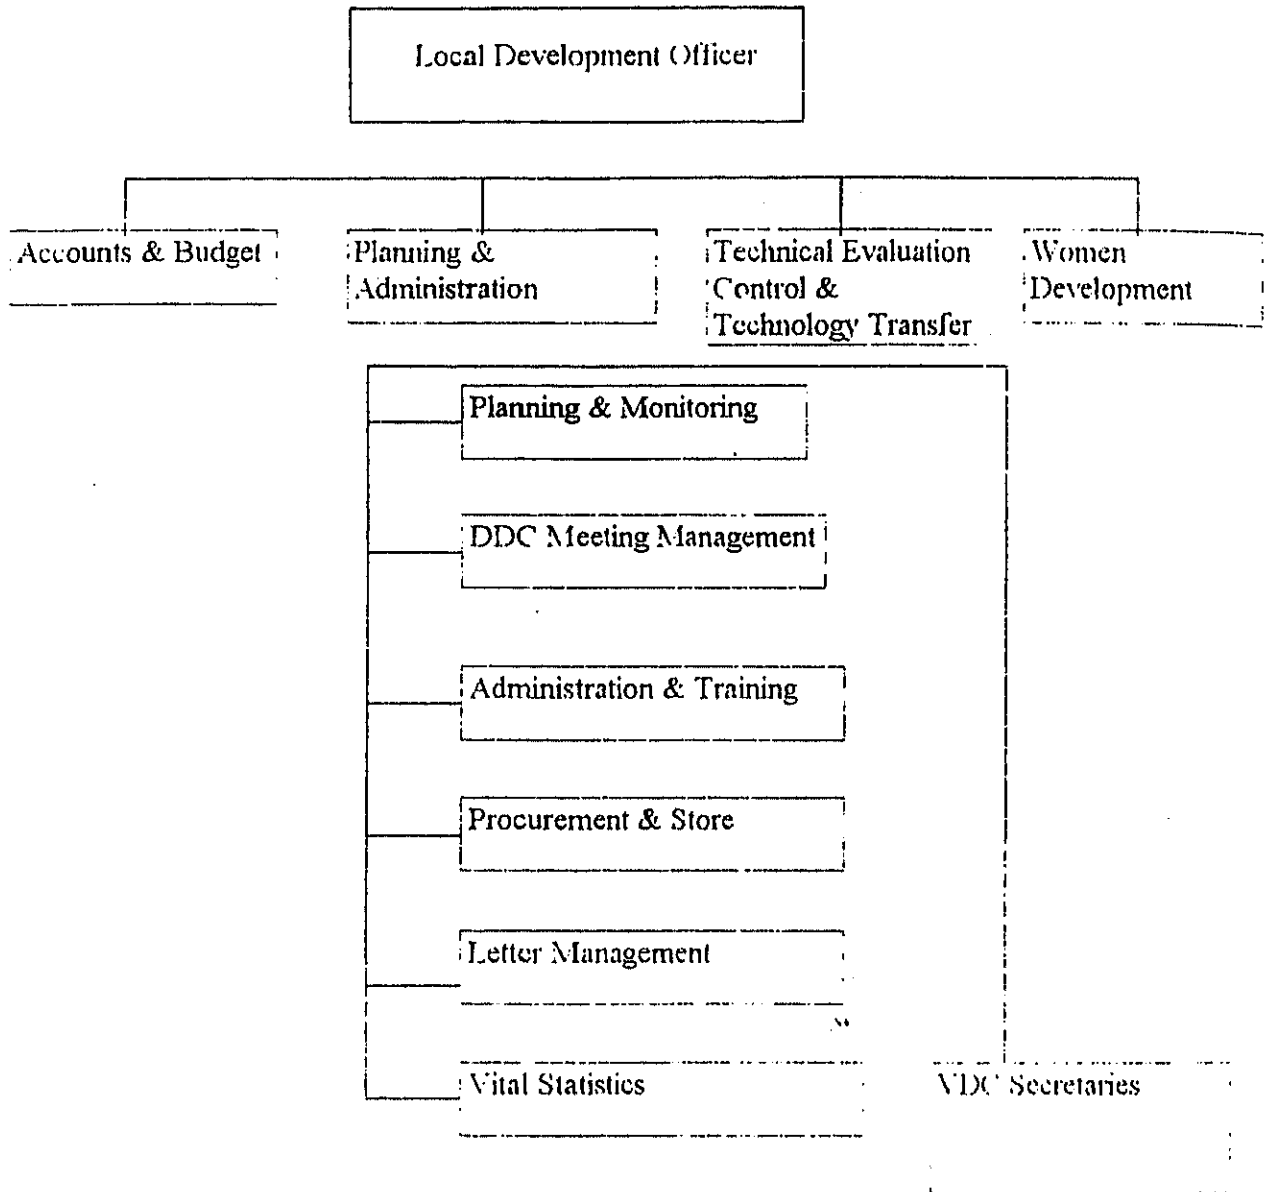 Local Development Officer
Accounts & Budget
Planning &
Administration
Technical Evaluation
Control &
Technology Transfer
Women
Development
Planning & Monitoring
DDC Meeting Management
Administration & Training
Procurement & Store
Letter Management
Vital Statistics
VDC Secretaries